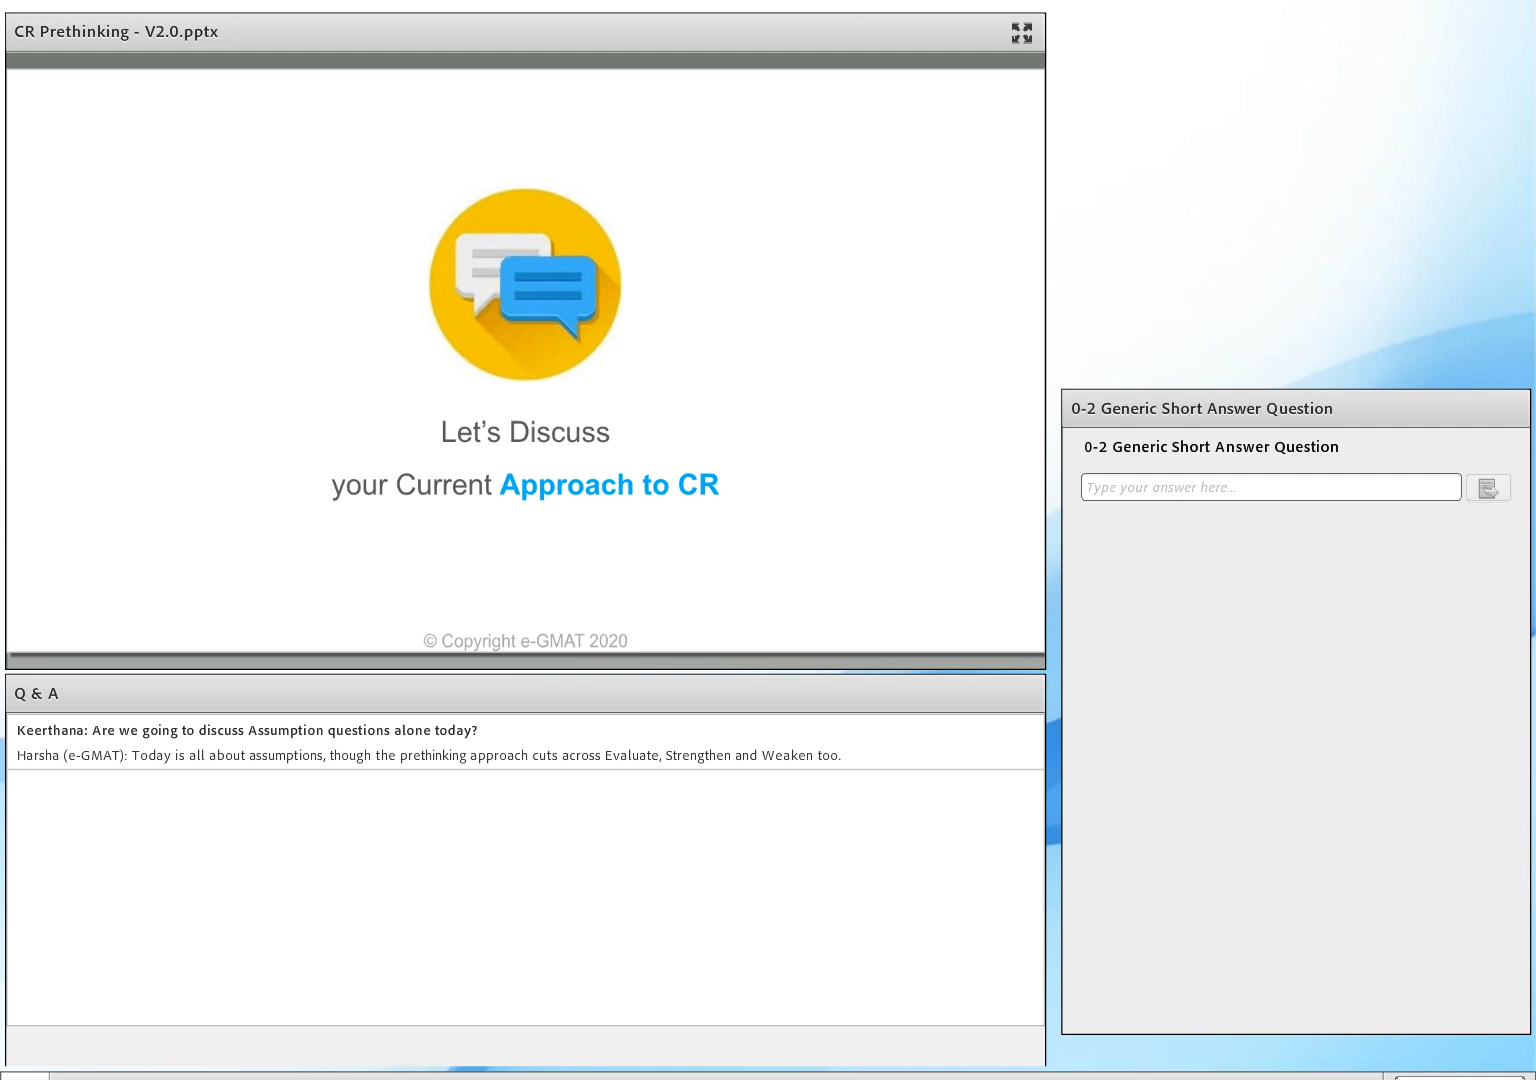 CR Prethinking - V2.0.pptx
Let's Discuss
your Current Approach to CR
© Copyright e-GMAT 2020
Q & A
Keerthana: Are we going to discuss Assumption questions alone today?
Harsha (e-GMAT): Today is all about assumptions, though the prethinking approach cuts across Evaluate, Strengthen and Weaken too.
0-2 Generic Short Answer Question
0-2 Generic Short Answer Question
Type your answer here...